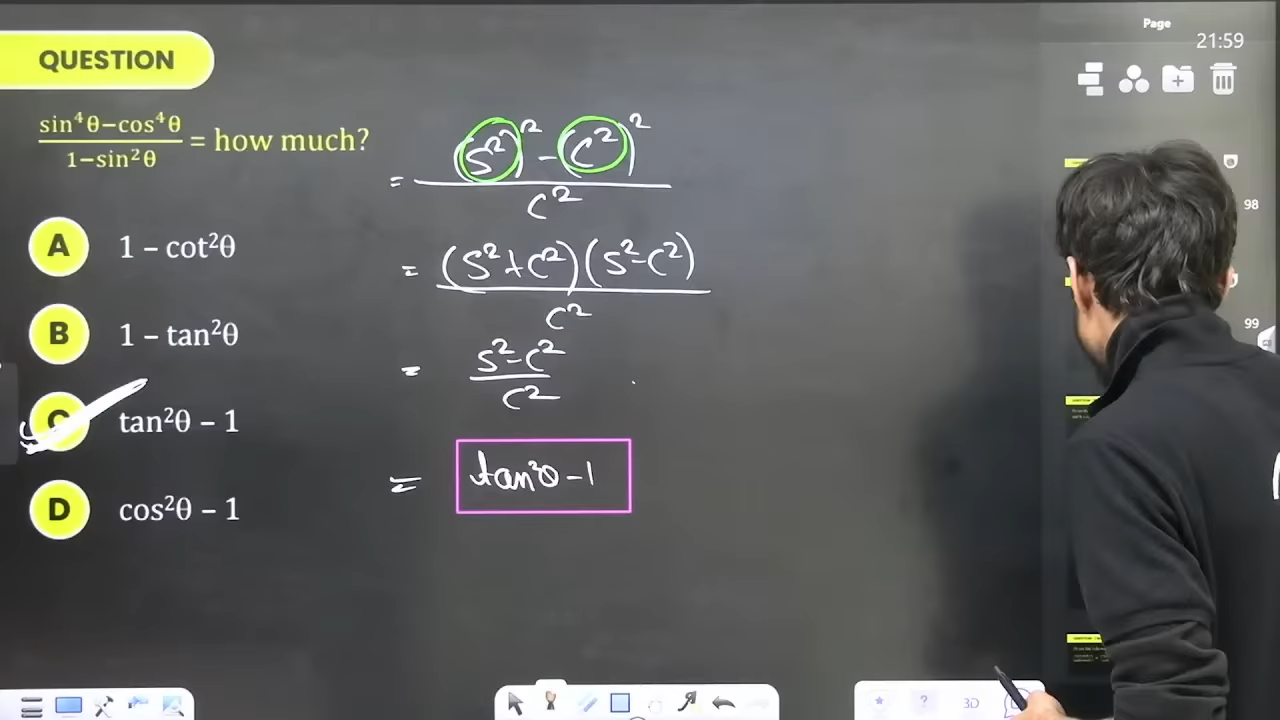 Page
21:59
QUESTION
sin⁴θ−cos⁴θ
1−sin²θ
= how much?
A 1 − cot²θ
B 1 − tan²θ
C tan²θ − 1
D cos²θ − 1
= (S²)² − (C²)²
C²
= (S²+C²)(S²−C²)
C²
= S²−C²
C²
= tan²θ −1
98
99
3D
?